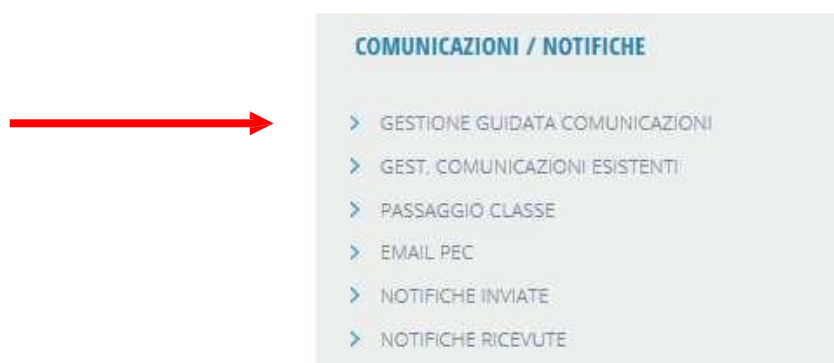 COMUNICAZIONI / NOTIFICHE
GESTIONE GUIDATA COMUNICAZIONI
GEST. COMUNICAZIONI ESISTENTI
PASSAGGIO CLASSE
EMAIL PEC
NOTIFICHE INVIATE
NOTIFICHE RICEVUTE